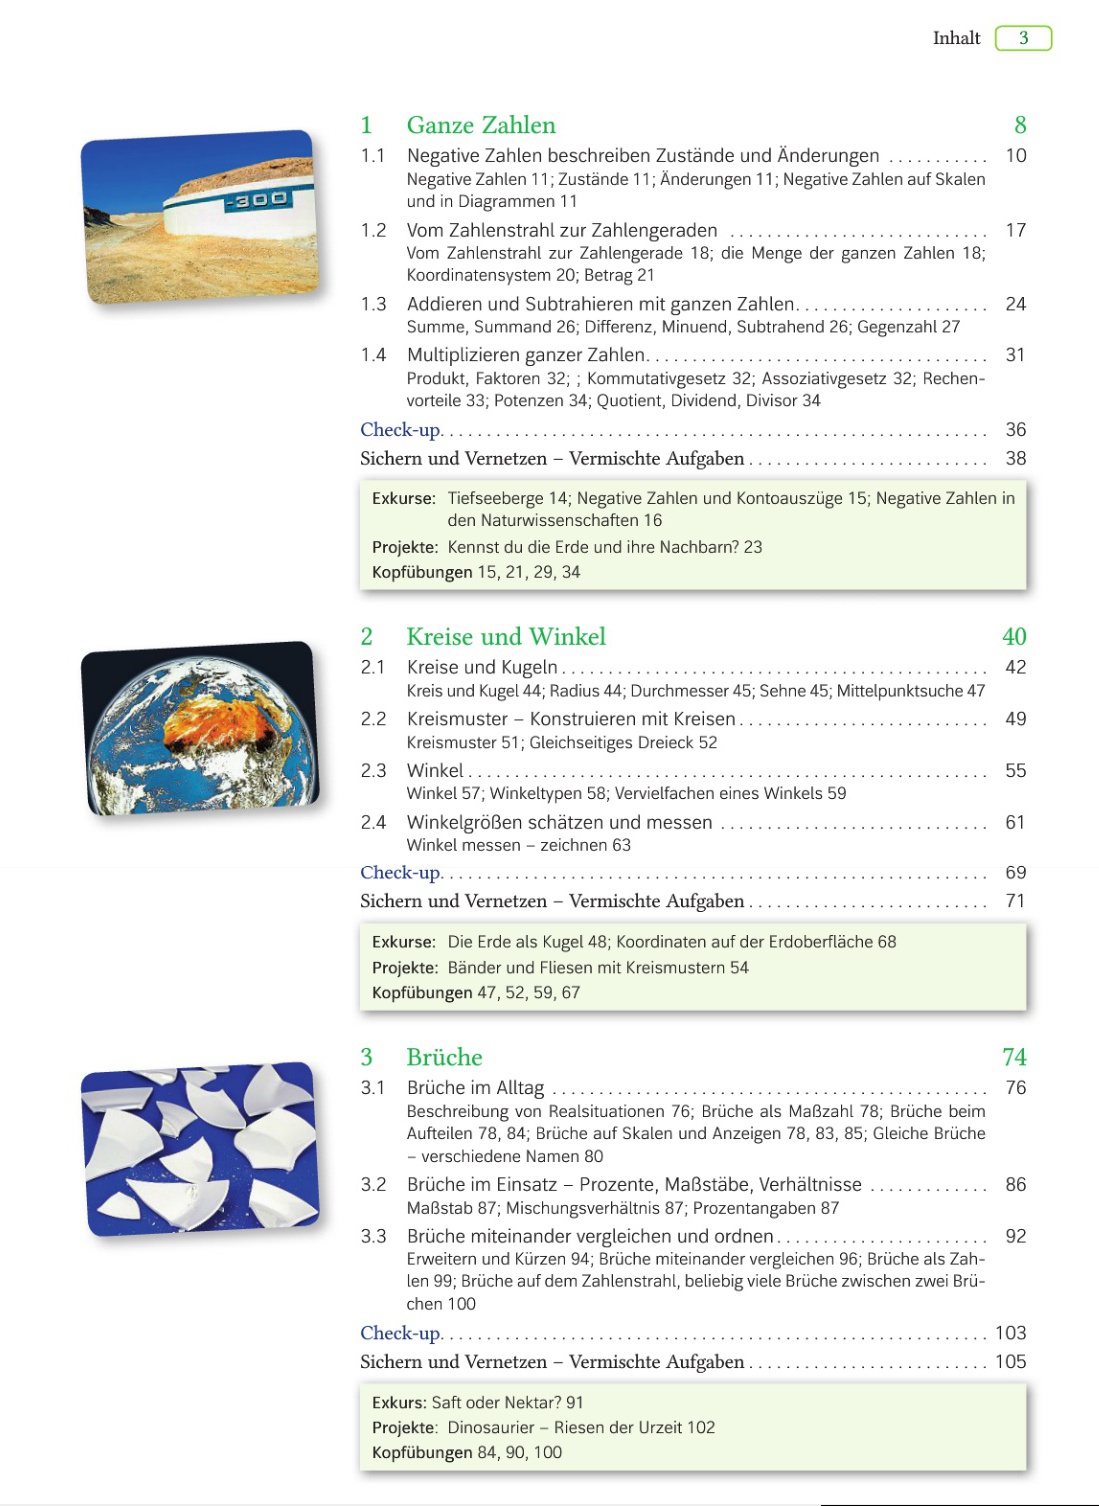 Inhalt 3
1 Ganze Zahlen 8
1.1 Negative Zahlen beschreiben Zustände und Änderungen . . . . . . . . . . . 10
Negative Zahlen 11; Zustände 11; Änderungen 11; Negative Zahlen auf Skalen
und in Diagrammen 11
1.2 Vom Zahlenstrahl zur Zahlengeraden . . . . . . . . . . . . . . . . . . . . . . . . . . . . 17
Vom Zahlenstrahl zur Zahlengerade 18; die Menge der ganzen Zahlen 18;
Koordinatensystem 20; Betrag 21
-300
1.3 Addieren und Subtrahieren mit ganzen Zahlen. . . . . . . . . . . . . . . . . . . . . 24
Summe, Summand 26; Differenz, Minuend, Subtrahend 26; Gegenzahl 27
1.4 Multiplizieren ganzer Zahlen. . . . . . . . . . . . . . . . . . . . . . . . . . . . . . . . . . . . . 31
Produkt, Faktoren 32; ; Kommutativgesetz 32; Assoziativgesetz 32; Rechen-
vorteile 33; Potenzen 34; Quotient, Dividend, Divisor 34
Check-up. . . . . . . . . . . . . . . . . . . . . . . . . . . . . . . . . . . . . . . . . . . . . . . . . . . . . . . . . . . 36
Sichern und Vernetzen – Vermischte Aufgaben . . . . . . . . . . . . . . . . . . . . . . . . . . 38
Exkurse: Tiefseeberge 14; Negative Zahlen und Kontoauszüge 15; Negative Zahlen in
den Naturwissenschaften 16
Projekte: Kennst du die Erde und ihre Nachbarn? 23
Kopfübungen 15, 21, 29, 34
2 Kreise und Winkel 40
2.1 Kreise und Kugeln . . . . . . . . . . . . . . . . . . . . . . . . . . . . . . . . . . . . . . . . . . . . . . 42
Kreis und Kugel 44; Radius 44; Durchmesser 45; Sehne 45; Mittelpunktsuche 47
2.2 Kreismuster – Konstruieren mit Kreisen . . . . . . . . . . . . . . . . . . . . . . . . . . . 49
Kreismuster 51; Gleichseitiges Dreieck 52
2.3 Winkel . . . . . . . . . . . . . . . . . . . . . . . . . . . . . . . . . . . . . . . . . . . . . . . . . . . . . . . . 55
Winkel 57; Winkeltypen 58; Vervielfachen eines Winkels 59
2.4 Winkelgrößen schätzen und messen . . . . . . . . . . . . . . . . . . . . . . . . . . . . . 61
Winkel messen – zeichnen 63
Check-up. . . . . . . . . . . . . . . . . . . . . . . . . . . . . . . . . . . . . . . . . . . . . . . . . . . . . . . . . . . 69
Sichern und Vernetzen – Vermischte Aufgaben . . . . . . . . . . . . . . . . . . . . . . . . . . 71
Exkurse: Die Erde als Kugel 48; Koordinaten auf der Erdoberfläche 68
Projekte: Bänder und Fliesen mit Kreismustern 54
Kopfübungen 47, 52, 59, 67
3 Brüche 74
3.1 Brüche im Alltag . . . . . . . . . . . . . . . . . . . . . . . . . . . . . . . . . . . . . . . . . . . . . . . 76
Beschreibung von Realsituationen 76; Brüche als Maßzahl 78; Brüche beim
Aufteilen 78, 84; Brüche auf Skalen und Anzeigen 78, 83, 85; Gleiche Brüche
– verschiedene Namen 80
3.2 Brüche im Einsatz – Prozente, Maßstäbe, Verhältnisse . . . . . . . . . . . . . 86
Maßstab 87; Mischungsverhältnis 87; Prozentangaben 87
3.3 Brüche miteinander vergleichen und ordnen . . . . . . . . . . . . . . . . . . . . . . . 92
Erweitern und Kürzen 94; Brüche miteinander vergleichen 96; Brüche als Zah-
len 99; Brüche auf dem Zahlenstrahl, beliebig viele Brüche zwischen zwei Brü-
chen 100
Check-up. . . . . . . . . . . . . . . . . . . . . . . . . . . . . . . . . . . . . . . . . . . . . . . . . . . . . . . . . . . 103
Sichern und Vernetzen – Vermischte Aufgaben . . . . . . . . . . . . . . . . . . . . . . . . . . 105
Exkurs: Saft oder Nektar? 91
Projekte: Dinosaurier – Riesen der Urzeit 102
Kopfübungen 84, 90, 100